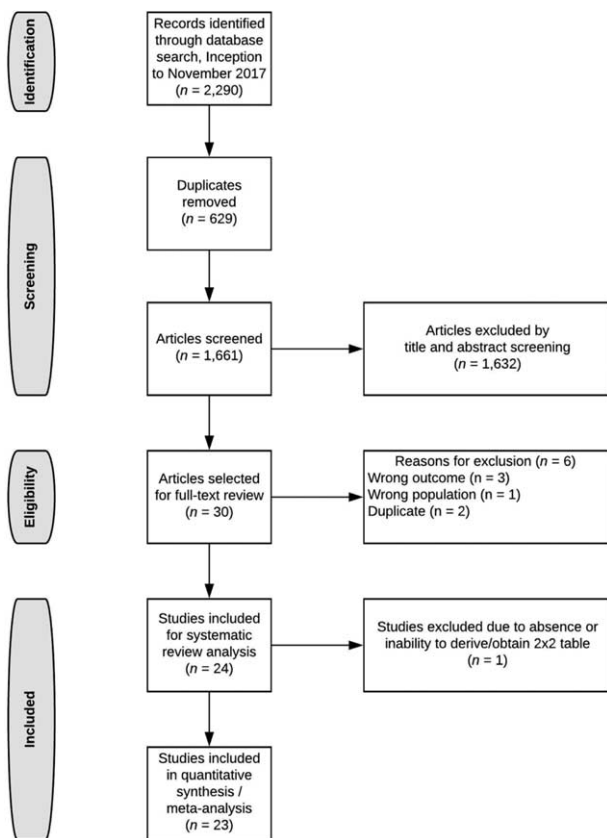 Identification
Records identified
through database
search, Inception
to November 2017
(n = 2,290)
Screening
Duplicates
removed
(n = 629)
Articles screened
(n = 1,661)
Articles excluded by
title and abstract screening
(n = 1,632)
Eligibility
Articles selected
for full-text review
(n = 30)
Reasons for exclusion (n = 6)
Wrong outcome (n = 3)
Wrong population (n = 1)
Duplicate (n = 2)
Included
Studies included
for systematic
review analysis
(n = 24)
Studies excluded due to absence or
inability to derive/obtain 2x2 table
(n = 1)
Studies included
in quantitative
synthesis /
meta-analysis
(n = 23)